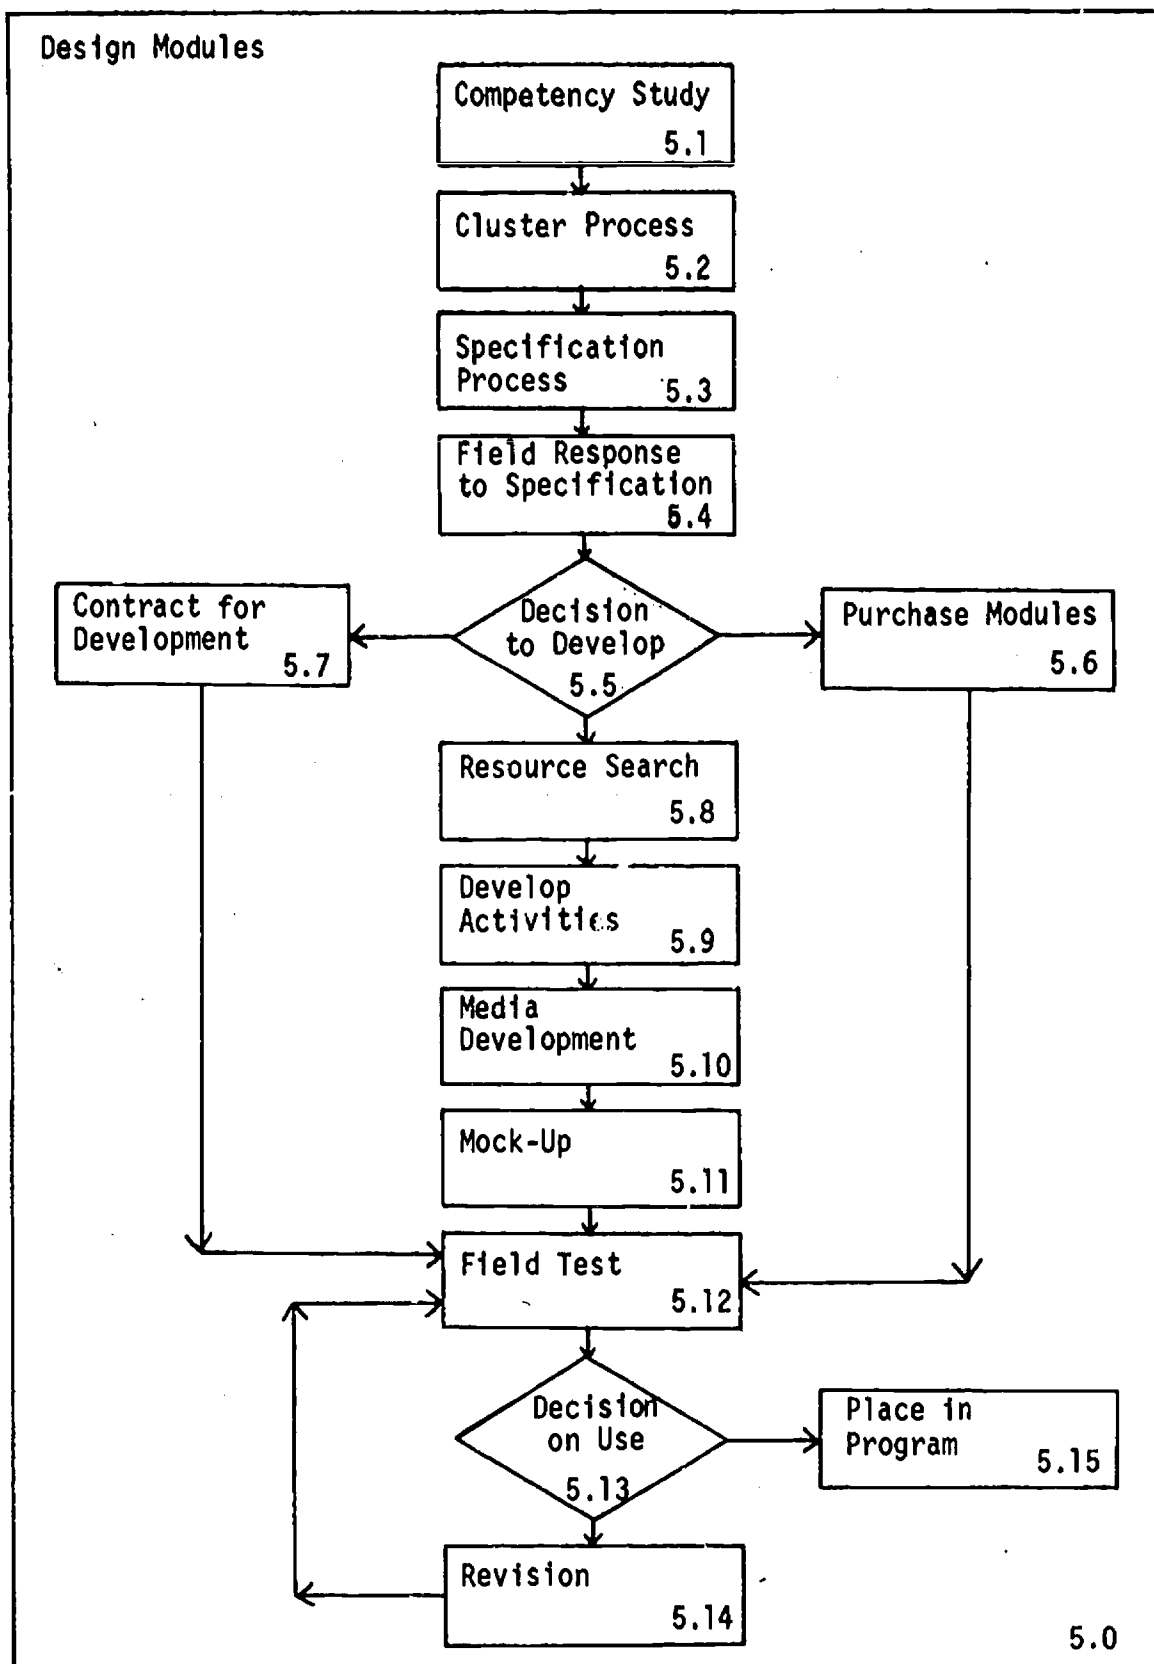 Design Modules
Competency Study
5.1
Cluster Process
5.2
Specification
Process
5.3
Field Response
to Specification
5.4
Decision
to Develop
5.5
Contract for
Development
5.7
Purchase Modules
5.6
Resource Search
5.8
Develop
Activities
5.9
Media
Development
5.10
Mock-Up
5.11
Field Test
5.12
Decision
on Use
5.13
Place in
Program
5.15
Revision
5.14
5.0